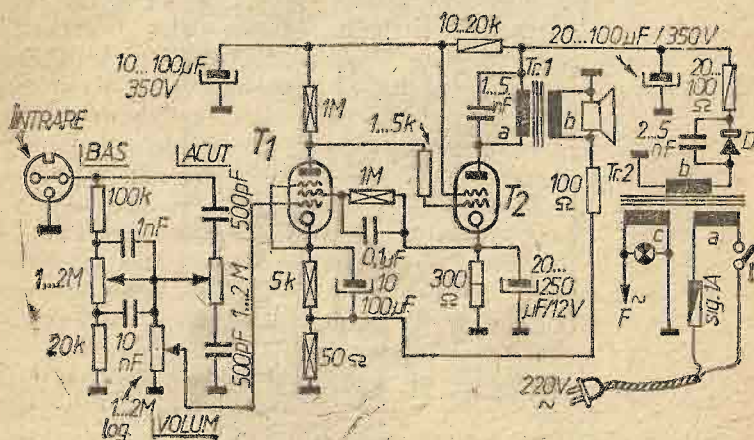 10...20k
20...100µF/350V
10...100µF
350V
Tr.1
1...5
nF
20...
100
Ω
INTRARE
1M
1...5k
a
b
2...5
nF
D
BAS
ACUT
T1
1M
T2
Tr.2
b
100k
500pF
100
Ω
1nF
0,1µF
c
a
1...2M
1...2M
5k
10
100µF
300
Ω
20...
250
µF/12V
F~
sig. 1A
20k
10
nF
500pF
50Ω
220V
~
1...2M
log.
VOLUM